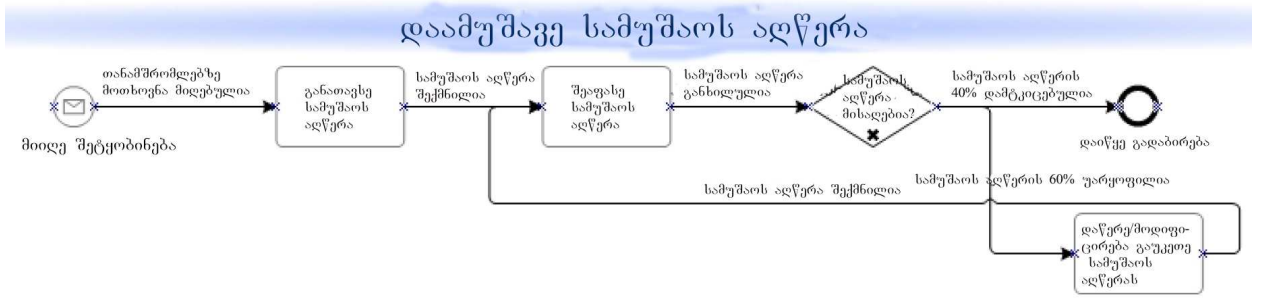 დაამუშავე სამუშაოს აღწერა
თანამშრომლებზე
მოთხოვნა მიღებულია
მიიღე შეტყობინება
განათავსე
სამუშაოს
აღწერა
სამუშაოს აღწერა
შექმნილია
შეაფასე
სამუშაოს
აღწერა
სამუშაოს აღწერა
განხილულია
სამუშაოს
აღწერა
მისაღებია?
სამუშაოს აღწერის
40% დამტკიცებულია
დაიწყე გადაბირება
სამუშაოს აღწერის 60% უარყოფილია
სამუშაოს აღწერა შექმნილია
დაწერე/მოდიფი-
ცირება გაუკეთე
სამუშაოს
აღწერას